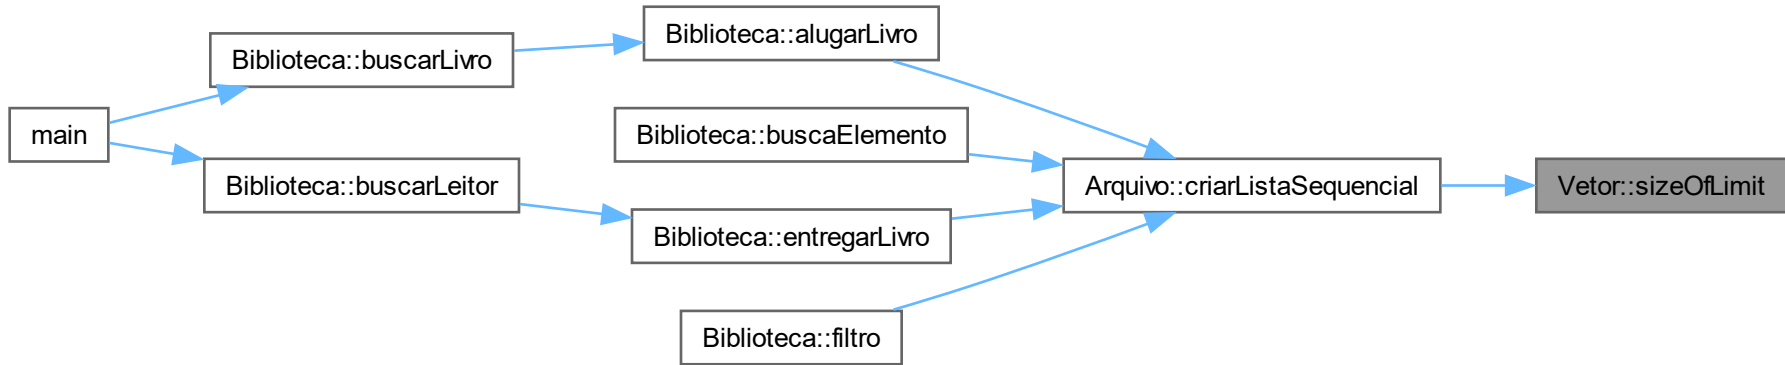 main
Biblioteca::buscarLivro
Biblioteca::buscarLeitor
Biblioteca::alugarLivro
Biblioteca::buscaElemento
Biblioteca::entregarLivro
Biblioteca::filtro
Arquivo::criarListaSequencial
Vetor::sizeOfLimit